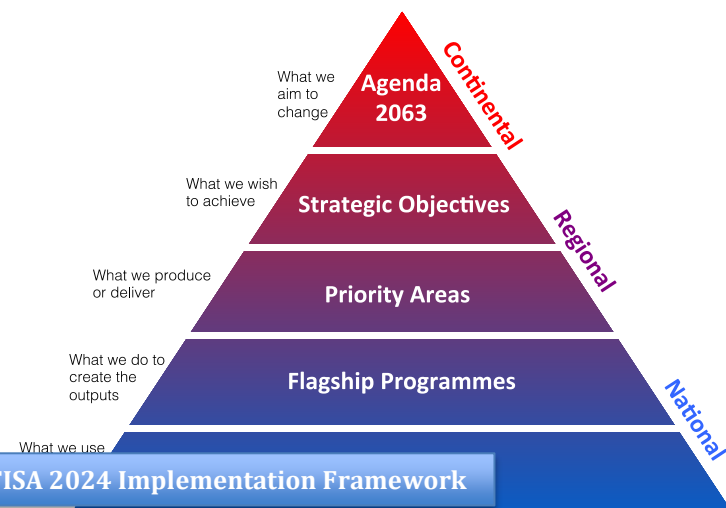 What we
aim to
change
Agenda
2063
Continental
What we wish
to achieve
Strategic Objectives
Regional
What we produce
or deliver
Priority Areas
What we do to
create the
outputs
Flagship Programmes
National
What we use
2024 Implementation Framework